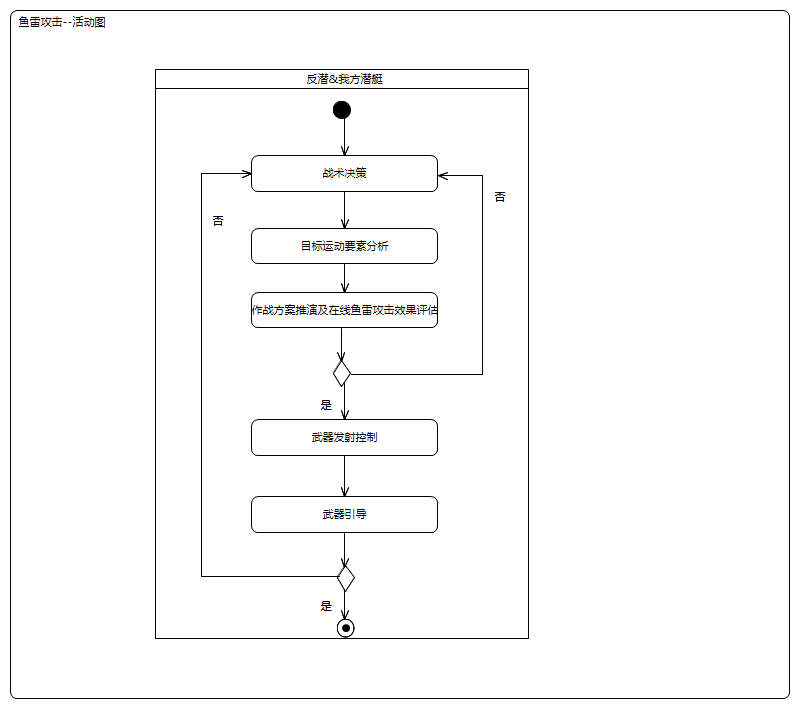 鱼雷攻击--活动图
反潜&我方潜艇
战术决策
否
否
目标运动要素分析
作战方案推演及在线鱼雷攻击效果评估
是
武器发射控制
武器引导
是